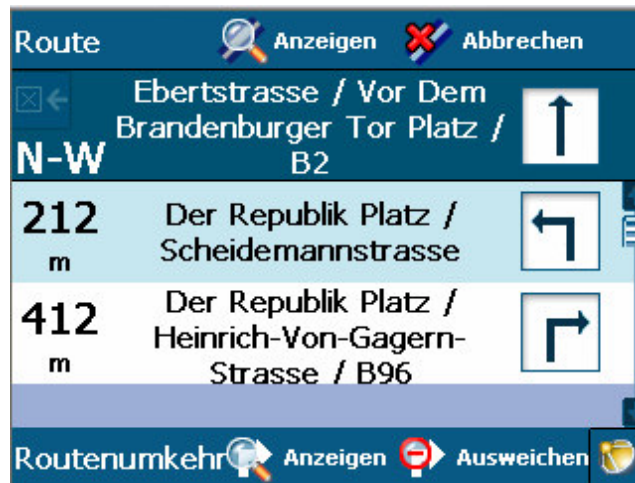 Route Anzeigen Abbrechen
Ebertstrasse / Vor Dem
Brandenburger Tor Platz /
B2
N-W
212
m
Der Republik Platz /
Scheidemannstrasse
412
m
Der Republik Platz /
Heinrich-Von-Gagern-
Strasse / B96
Routenumkehr Anzeigen Ausweichen